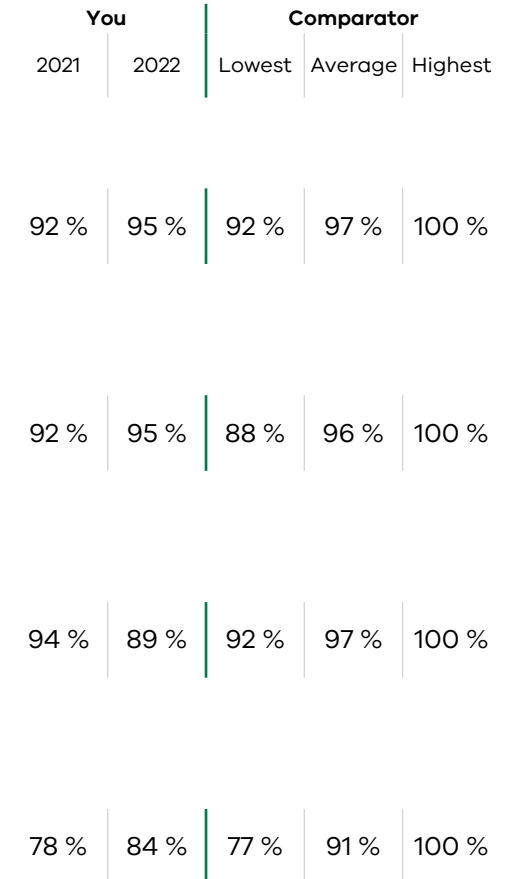 You Comparator
2021 2022 Lowest Average Highest
92 % 95 % 92 % 97 % 100 %
92 % 95 % 88 % 96 % 100 %
94 % 89 % 92 % 97 % 100 %
78 % 84 % 77 % 91 % 100 %